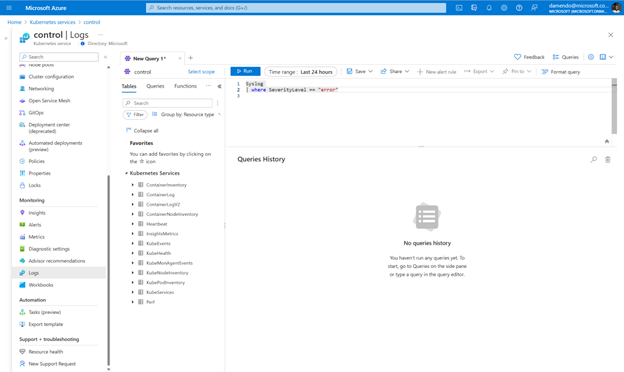 Microsoft Azure
Search resources, services, and docs (G+/)
damendo@microsoft.co...
Home > Kubernetes services > control
control | Logs ...
Kubernetes service
Directory: Microsoft
Search
Node pools
Cluster configuration
Networking
Open Service Mesh
GitOps
Deployment center
(deprecated)
Automated deployments
(preview)
Policies
Properties
Locks
Monitoring
Insights
Alerts
Metrics
Diagnostic settings
Advisor recommendations
Logs
Workbooks
Automation
Tasks (preview)
Export template
Support + troubleshooting
Resource health
New Support Request
New Query 1*
Feedback
Queries
control
Select scope
Run
Time range : Last 24 hours
Save
Share
New alert rule
Export
Pin to
Format query
Tables
Queries
Functions
...
Search
Filter
Group by: Resource type
Collapse all
Favorites
You can add favorites by clicking on
the ☆ icon
Kubernetes Services
ContainerInventory
ContainerLog
ContainerLogV2
ContainerNodeInventory
Heartbeat
InsightsMetrics
KubeEvents
KubeHealth
KubeMonAgentEvents
KubeNodeInventory
KubePodInventory
KubeServices
Perf
1 Syslog
2 | where SeverityLevel == "error"
3
Queries History
No queries history
You haven't run any queries yet. To
start, go to Queries on the side pane
or type a query in the query editor.